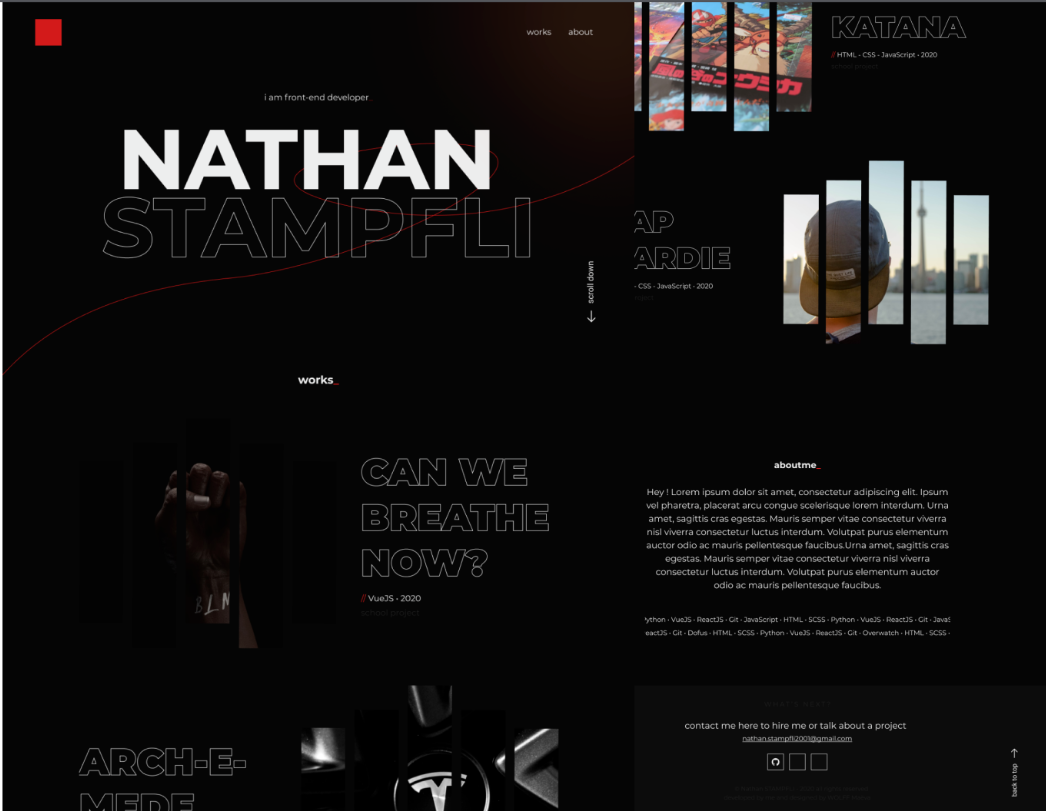 works about
i am front-end developer
NATHAN
STAMPFLI
scroll down
works_
CAN WE
BREATHE
NOW?
// VueJS • 2020
school project
ARCH-E-
MEDE
KATANA
// HTML - CSS - JavaScript • 2020
school project
AP
ARDIE
- CSS - JavaScript • 2020
aboutme_
Hey ! Lorem ipsum dolor sit amet, consectetur adipiscing elit. Ipsum
vel pharetra, placerat arcu congue scelerisque lorem interdum. Urna
amet, sagittis cras egestas. Mauris semper vitae consectetur viverra
nisl viverra consectetur luctus interdum. Volutpat purus elementum
auctor odio ac mauris pellentesque faucibus.Urna amet, sagittis cras
egestas. Mauris semper vitae consectetur viverra nisl viverra
consectetur luctus interdum. Volutpat purus elementum auctor
odio ac mauris pellentesque faucibus.
ython - VueJS - ReactJS - Git - JavaScript - HTML - SCSS - Python - VueJS - ReactJS - Git - JavaS
eactJS - Git - Dofus - HTML - SCSS - Python - VueJS - ReactJS - Git - Overwatch - HTML - SCSS -
WHAT'S NEXT?
contact me here to hire me or talk about a project
nathan.stampfli2001@gmail.com
back to top